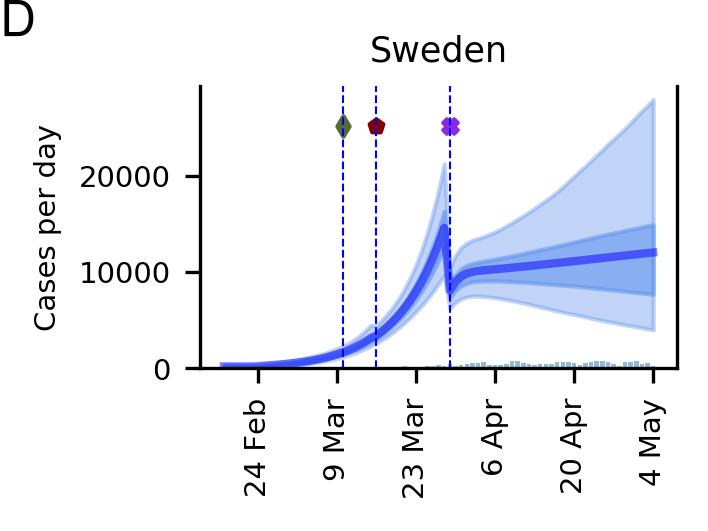 D
Sweden
Cases per day
20000
10000
0
24 Feb
9 Mar
23 Mar
6 Apr
20 Apr
4 May